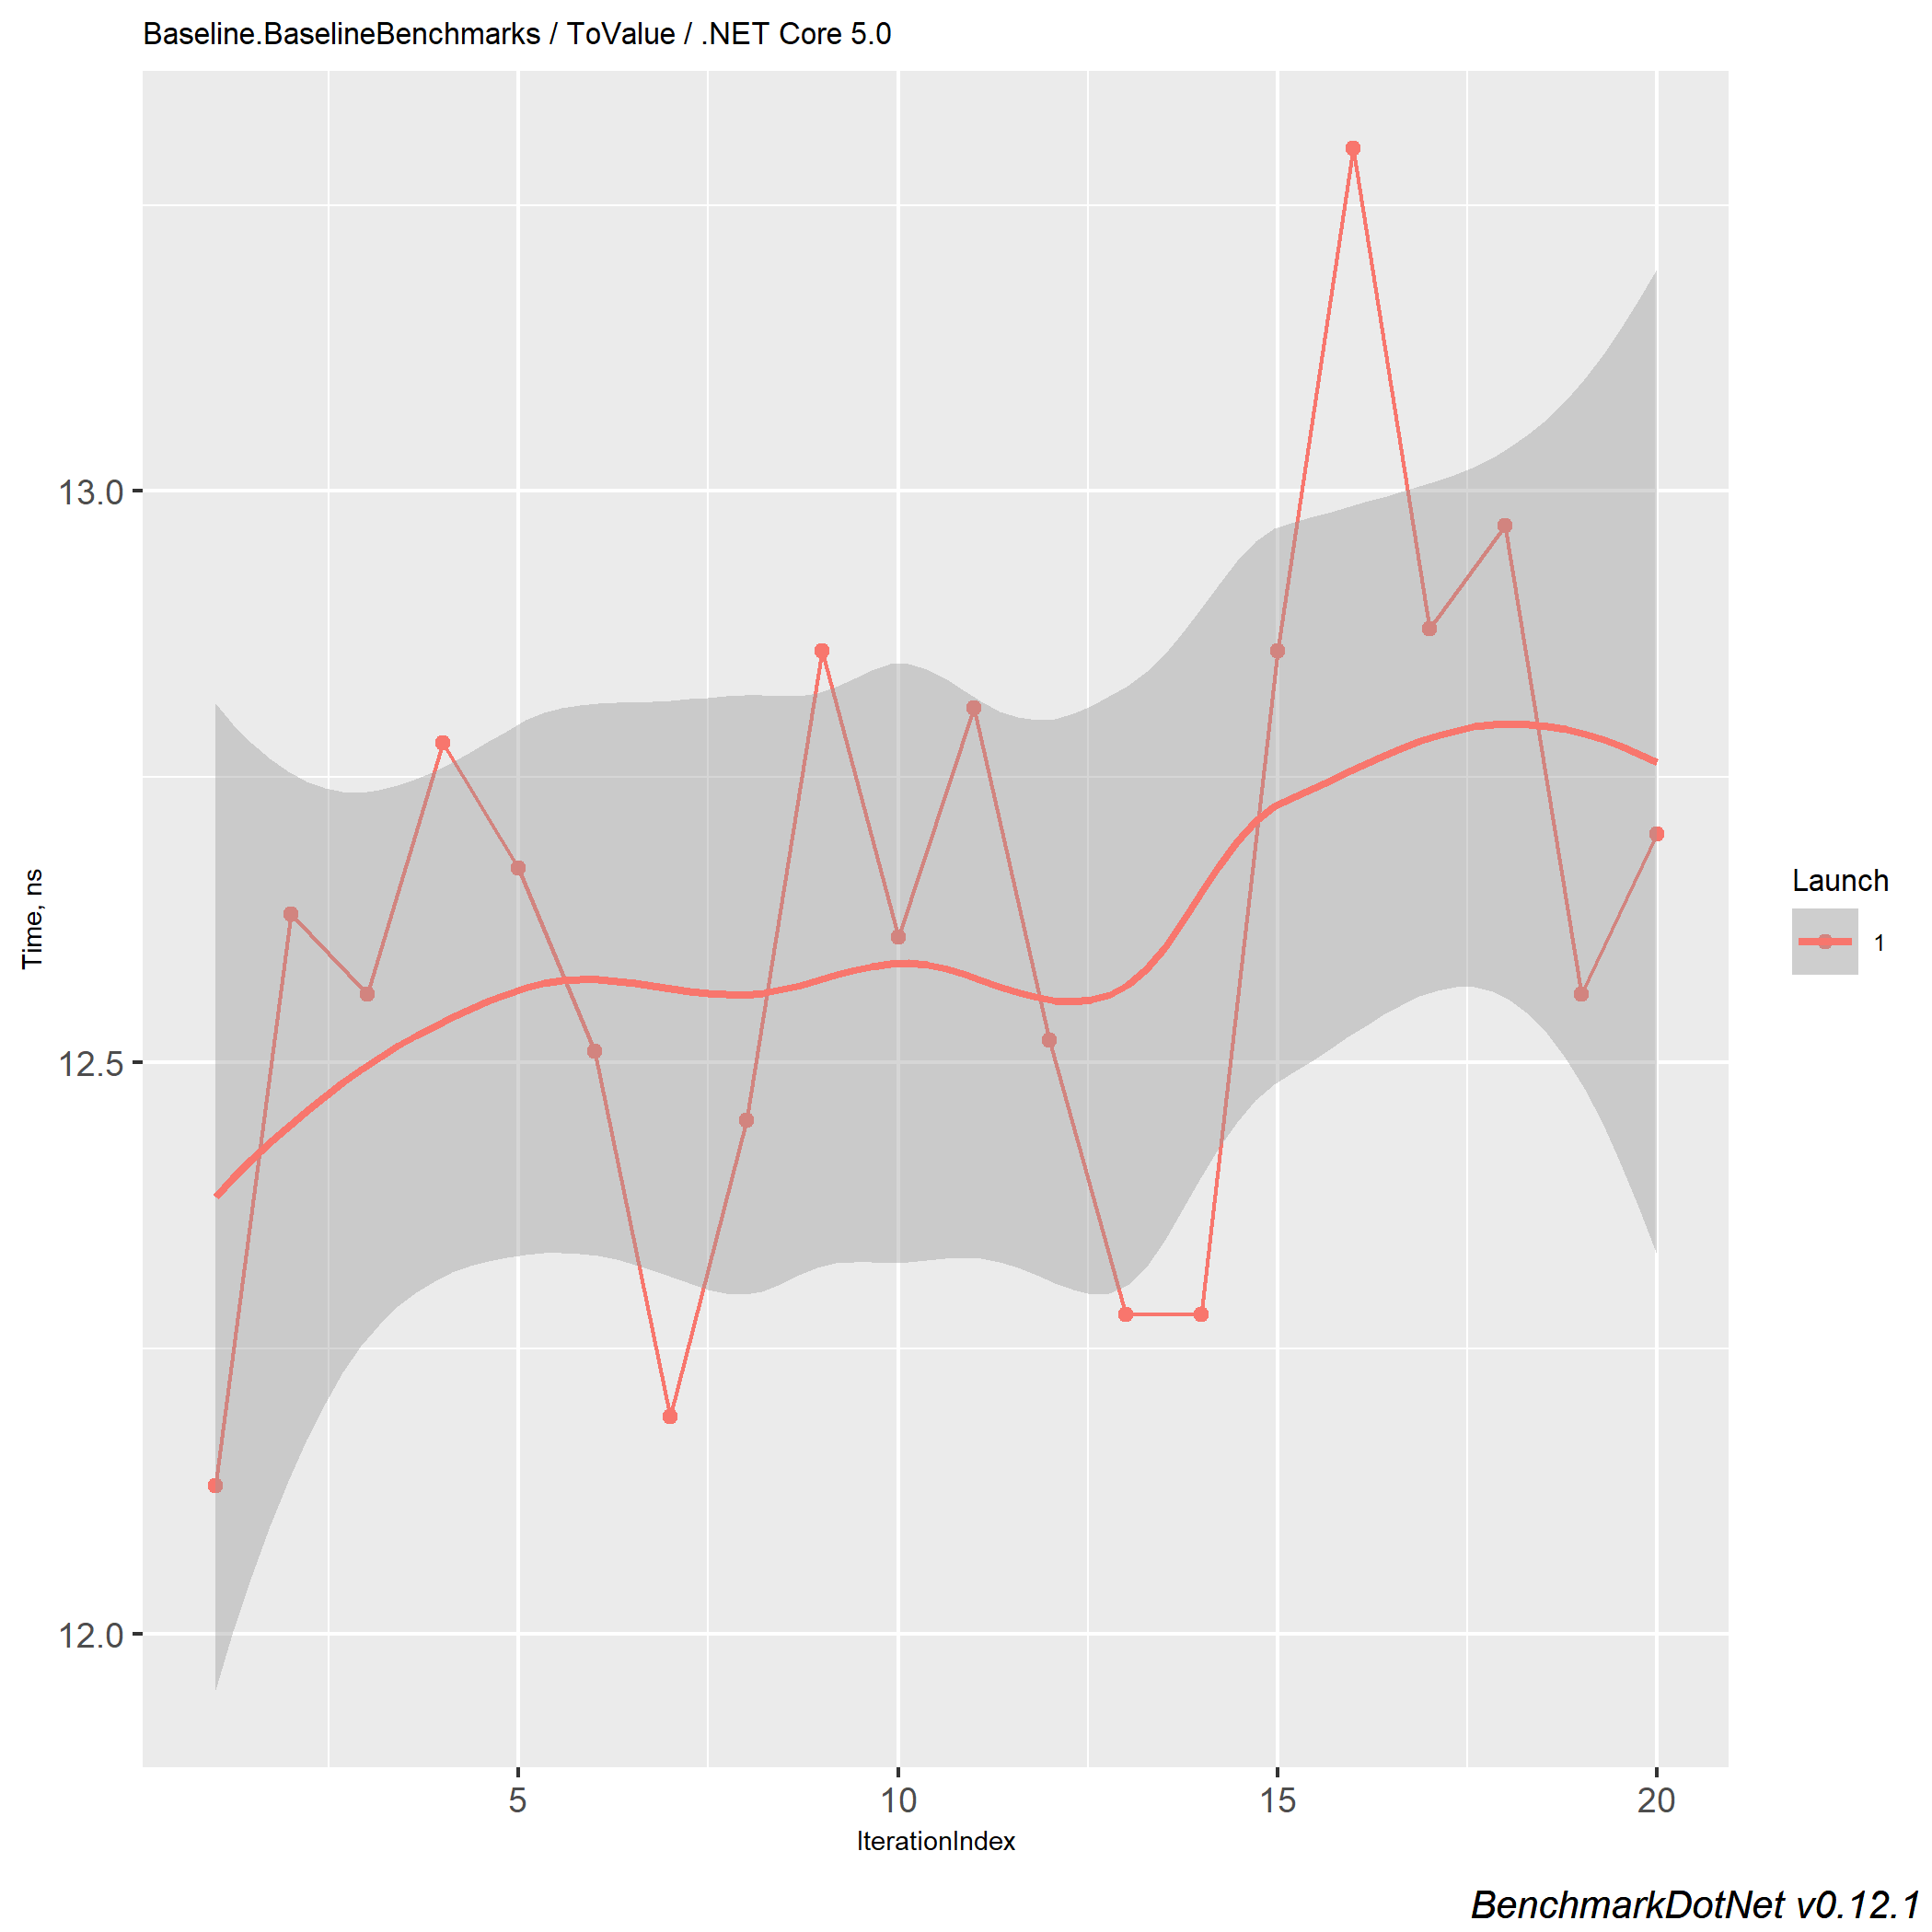 Baseline.BaselineBenchmarks / ToValue / .NET Core 5.0
13.0
12.5
12.0
Time, ns
5
10
15
20
IterationIndex
Launch
1
BenchmarkDotNet v0.12.1